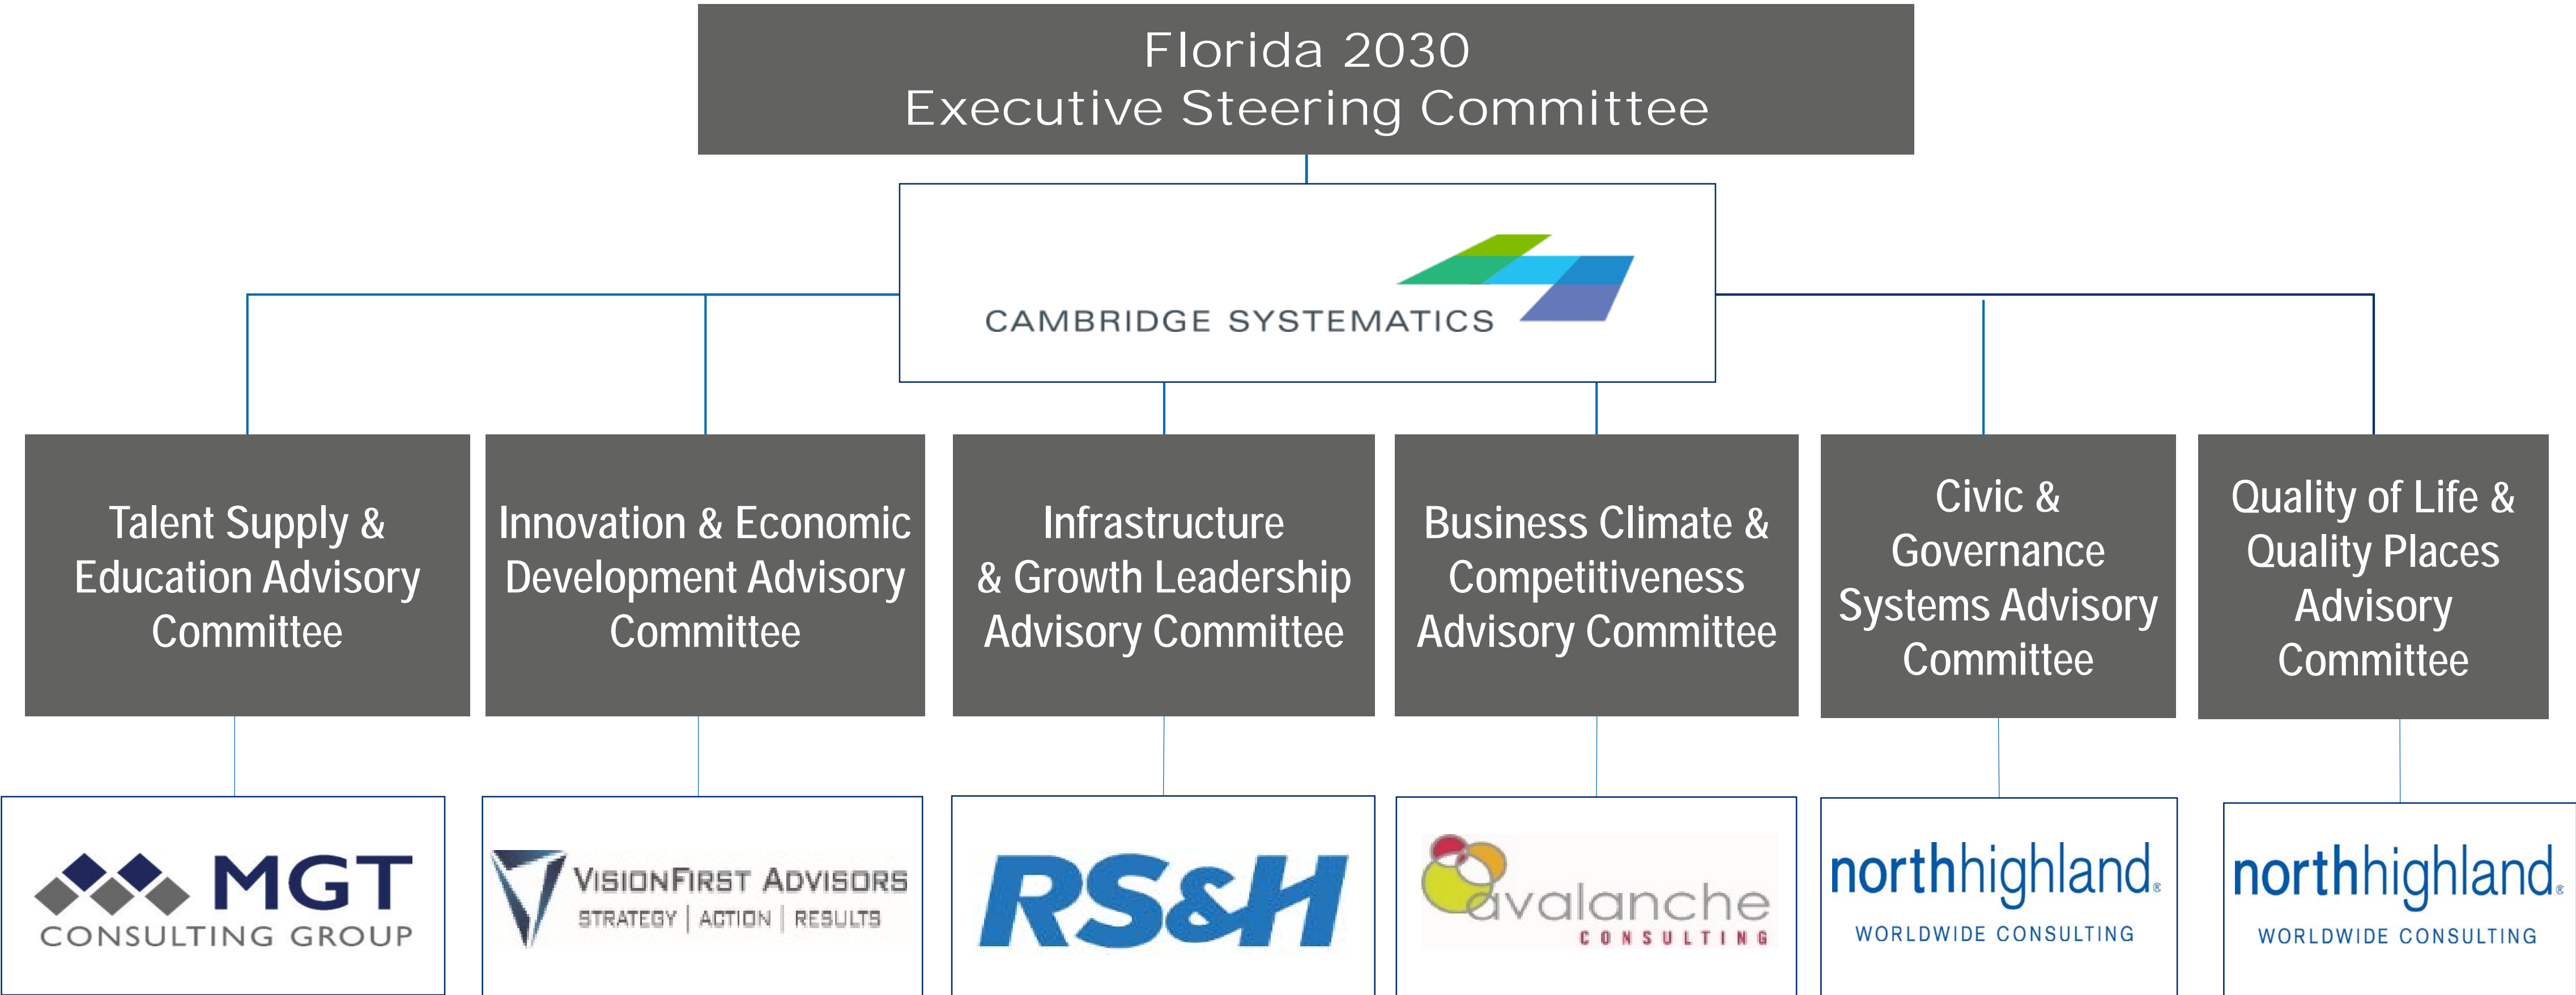 Florida 2030
Executive Steering Committee
CAMBRIDGE SYSTEMATICS
Talent Supply &
Education Advisory
Committee
Innovation & Economic
Development Advisory
Committee
Infrastructure
& Growth Leadership
Advisory Committee
Business Climate &
Competitiveness
Advisory Committee
Civic &
Governance
Systems Advisory
Committee
Quality of Life &
Quality Places
Advisory
Committee
MGT
CONSULTING GROUP
VISIONFIRST ADVISORS
STRATEGY | ACTION | RESULTS
RS&H
avalanche
CONSULTING
northhighland®
WORLDWIDE CONSULTING
northhighland®
WORLDWIDE CONSULTING